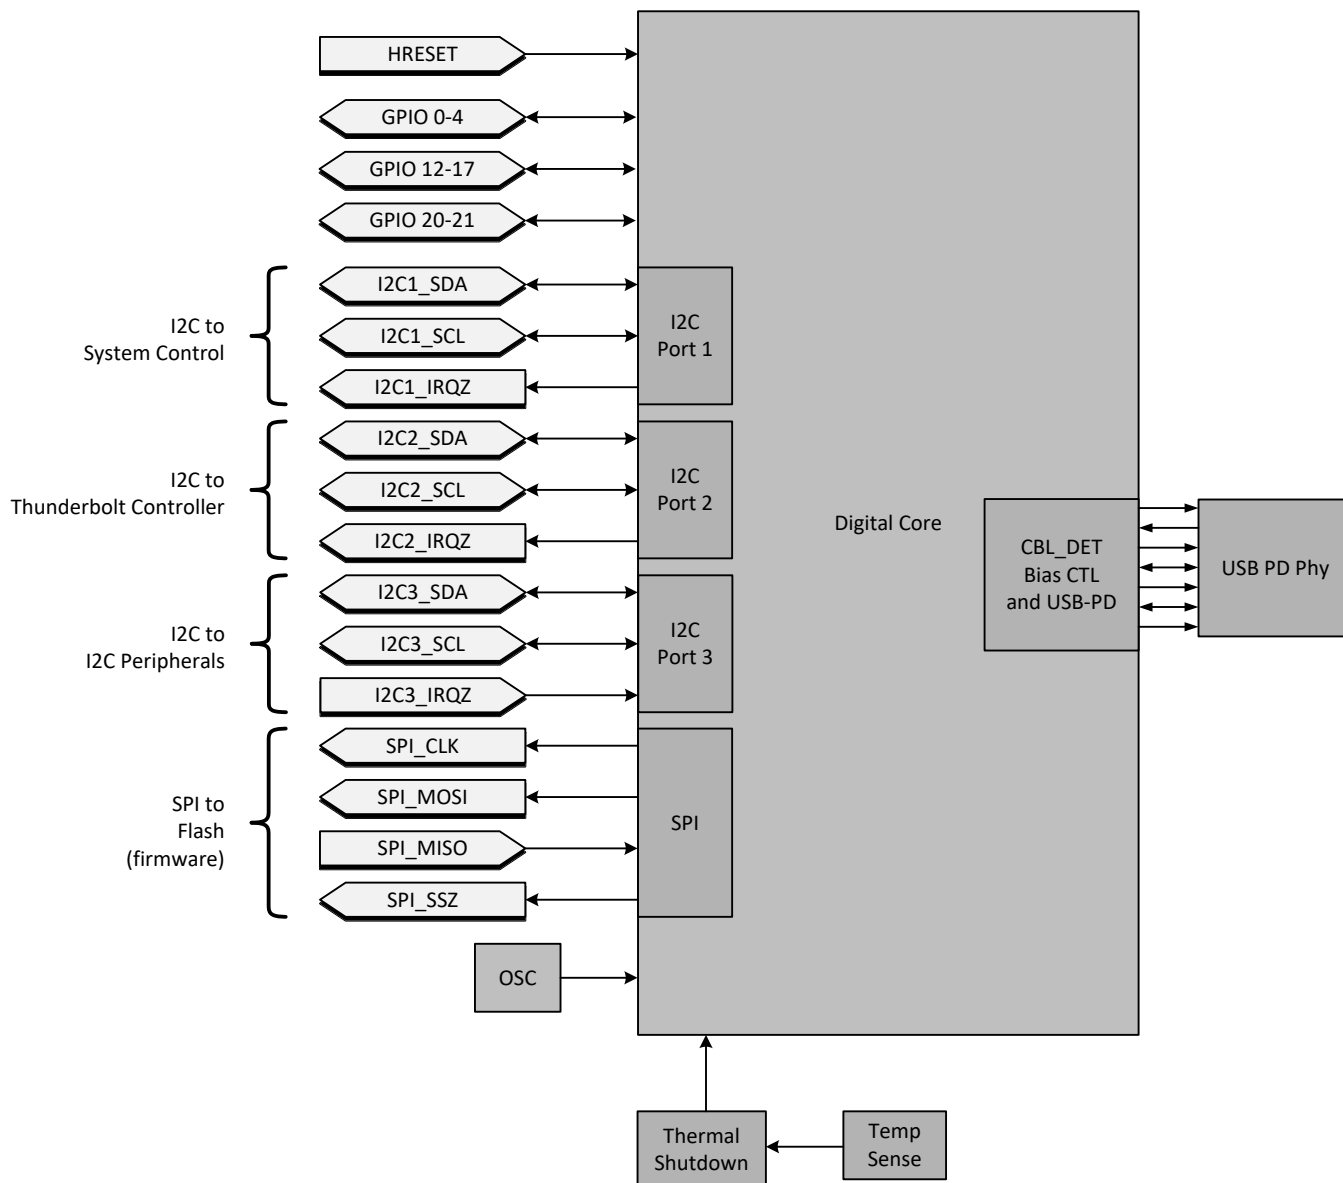 HRESET
GPIO 0-4
GPIO 12-17
GPIO 20-21
I2C to
System Control
I2C1_SDA
I2C1_SCL
I2C1_IRQZ
I2C
Port 1
I2C to
Thunderbolt Controller
I2C2_SDA
I2C2_SCL
I2C2_IRQZ
I2C
Port 2
Digital Core
CBL_DET
Bias CTL
and USB-PD
USB PD Phy
I2C to
I2C Peripherals
I2C3_SDA
I2C3_SCL
I2C3_IRQZ
I2C
Port 3
SPI to
Flash
(firmware)
SPI_CLK
SPI_MOSI
SPI_MISO
SPI_SSZ
SPI
OSC
Thermal
Shutdown
Temp
Sense